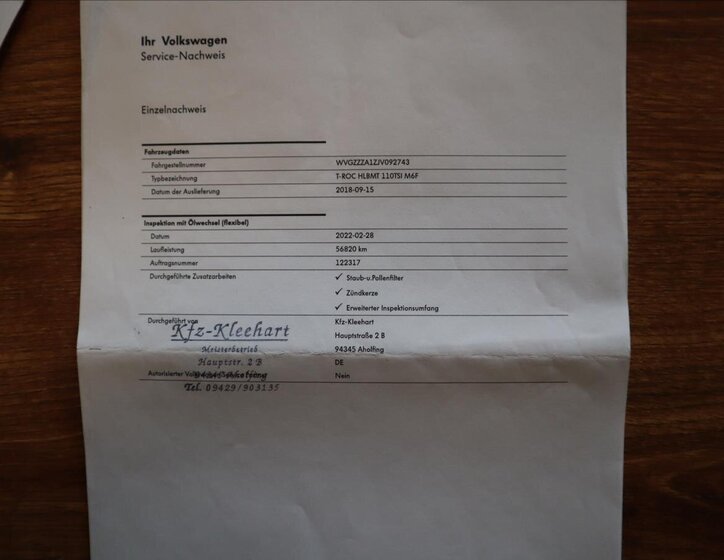 Ihr Volkswagen
Service-Nachweis
Einzelnachweis
Fahrzeugdaten
Fahrgestellnummer WVGZZZA1ZJV092743
Typbezeichnung T-ROC HLBMT 110TSI M6F
Datum der Auslieferung 2018-09-15
Inspektion mit Ölwechsel (flexibel)
Datum 2022-02-28
Laufleistung 56820 km
Auftragsnummer 122317
Durchgeführte Zusatzarbeiten ✓ Staub-u.Pollenfilter
✓ Zündkerze
✓ Erweiterter Inspektionsumfang
Durchgeführt von Kfz-Kleehart
Hauptstraße 2 B
94345 Aholfing
DE
Autorisierter Nein
Kfz-Kleehart
Meisterbetrieb
Hauptstr. 2 B
Tel. 09429/903135